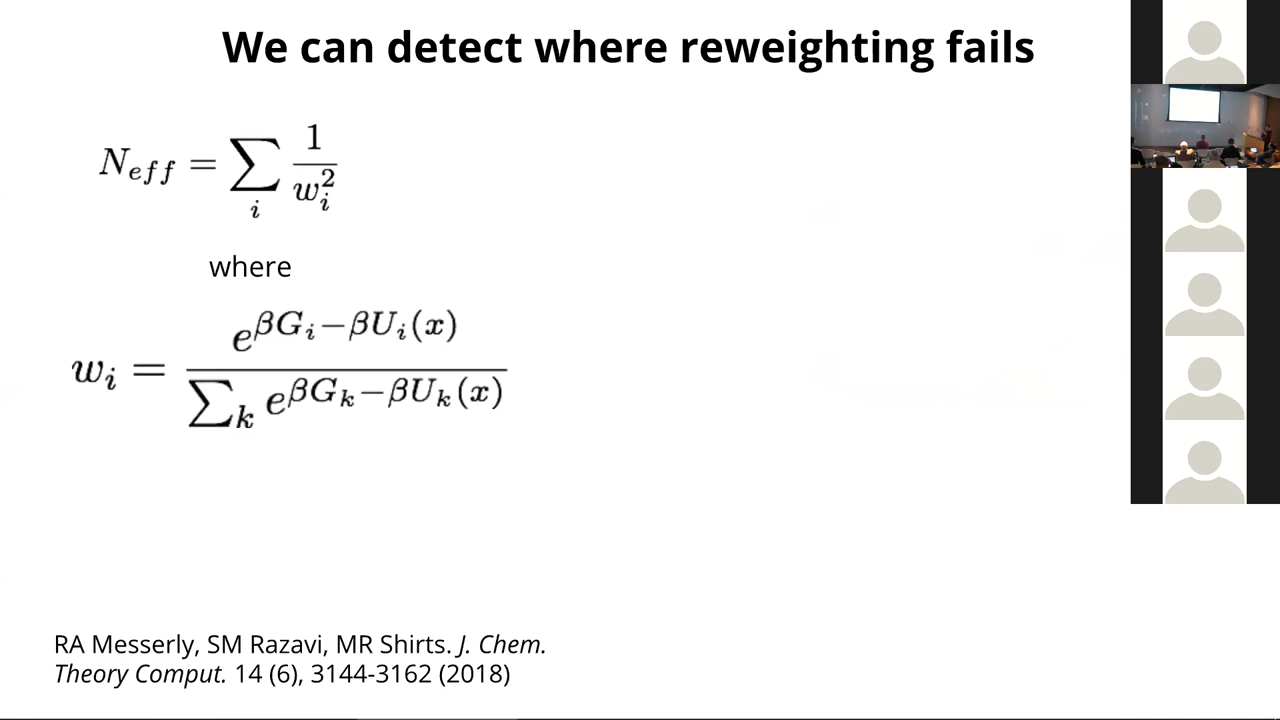 We can detect where reweighting fails
N_{eff} = \sum_i \frac{1}{w_i^2}
where
w_i = \frac{e^{\beta G_i - \beta U_i(x)}}{\sum_k e^{\beta G_k - \beta U_k(x)}}
RA Messerly, SM Razavi, MR Shirts. J. Chem.
Theory Comput. 14 (6), 3144-3162 (2018)